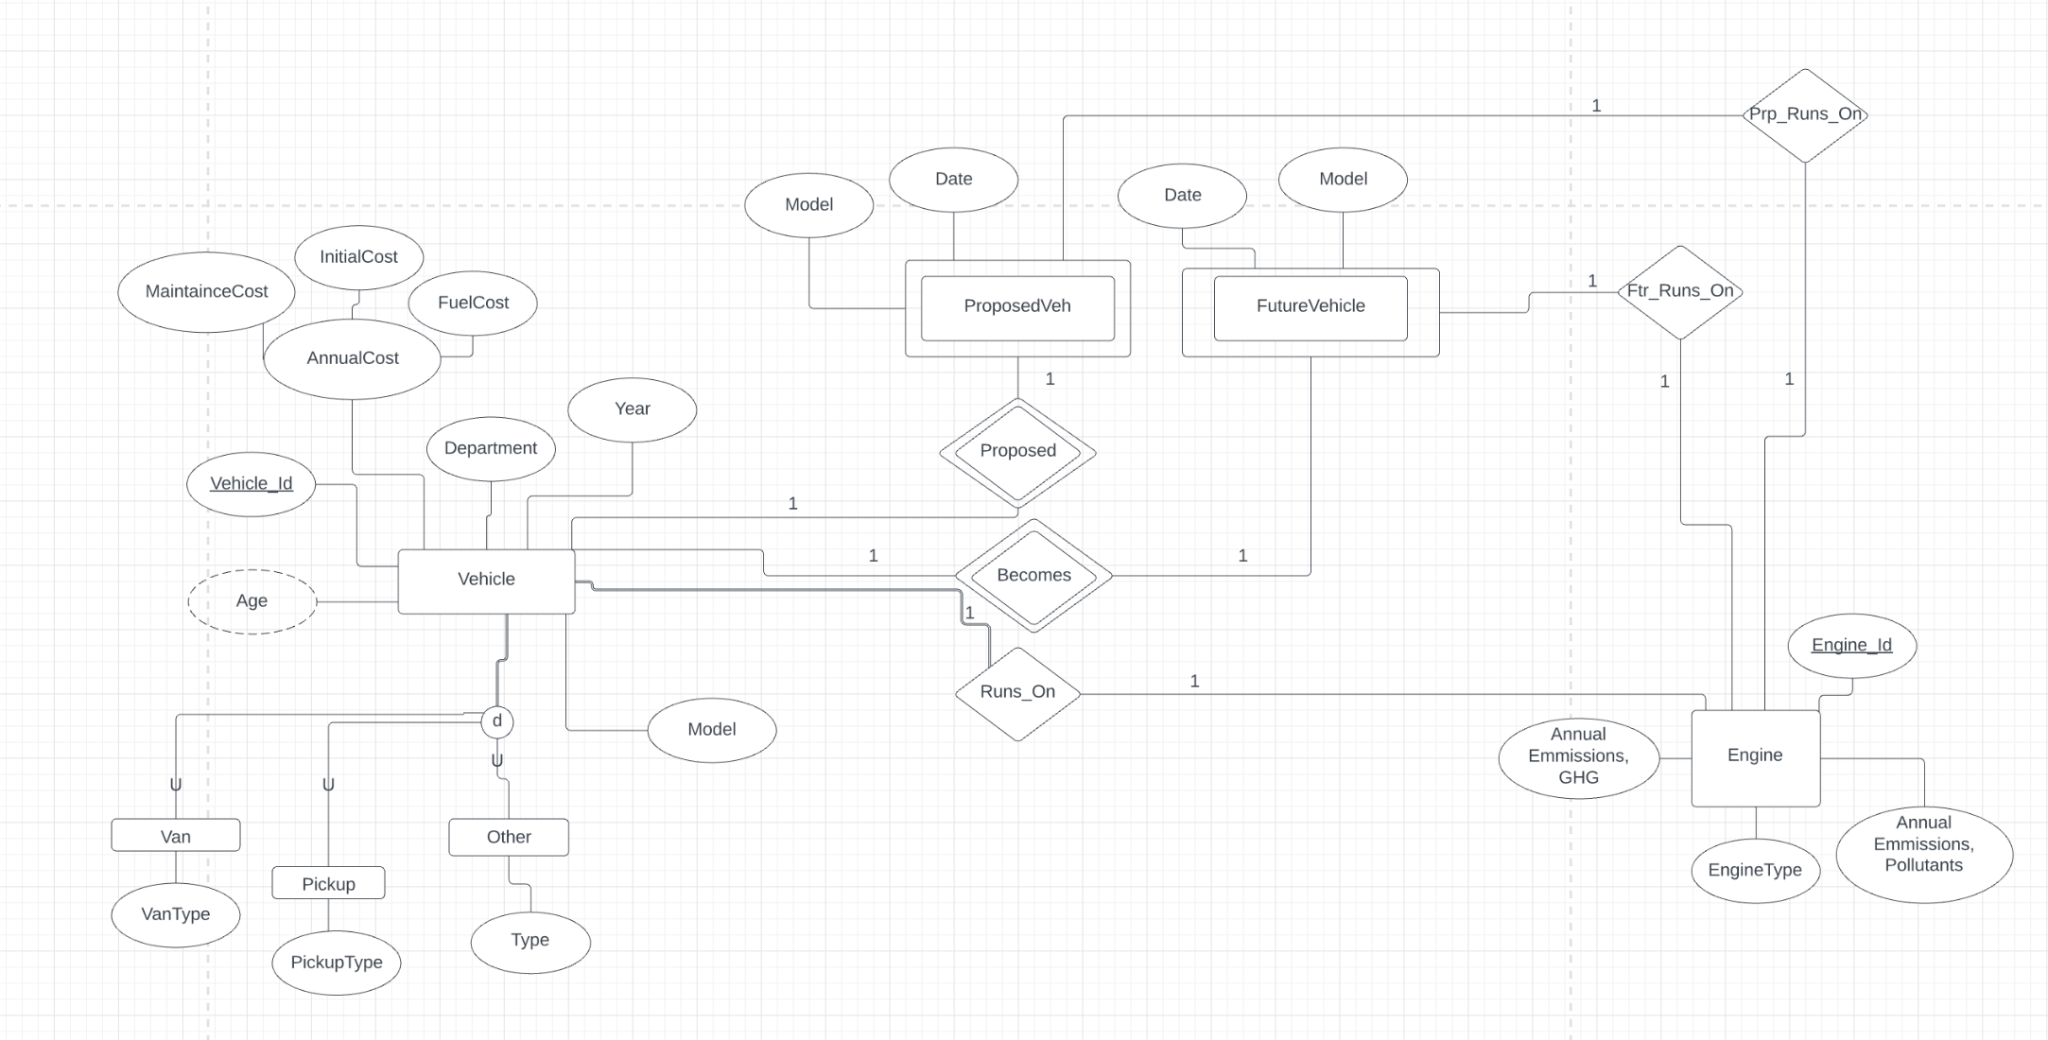 1
Prp_Runs_On
Model
Date
Date
Model
MaintainceCost
InitialCost
FuelCost
AnnualCost
ProposedVeh
FutureVehicle
1
Ftr_Runs_On
1
1
1
Year
Department
Vehicle_Id
Proposed
1
Vehicle
1
Becomes
1
Age
1
Engine_Id
Runs_On
1
d
Model
Annual
Emmissions,
GHG
Engine
U
U
U
Van
Pickup
Other
EngineType
Annual
Emmissions,
Pollutants
VanType
PickupType
Type